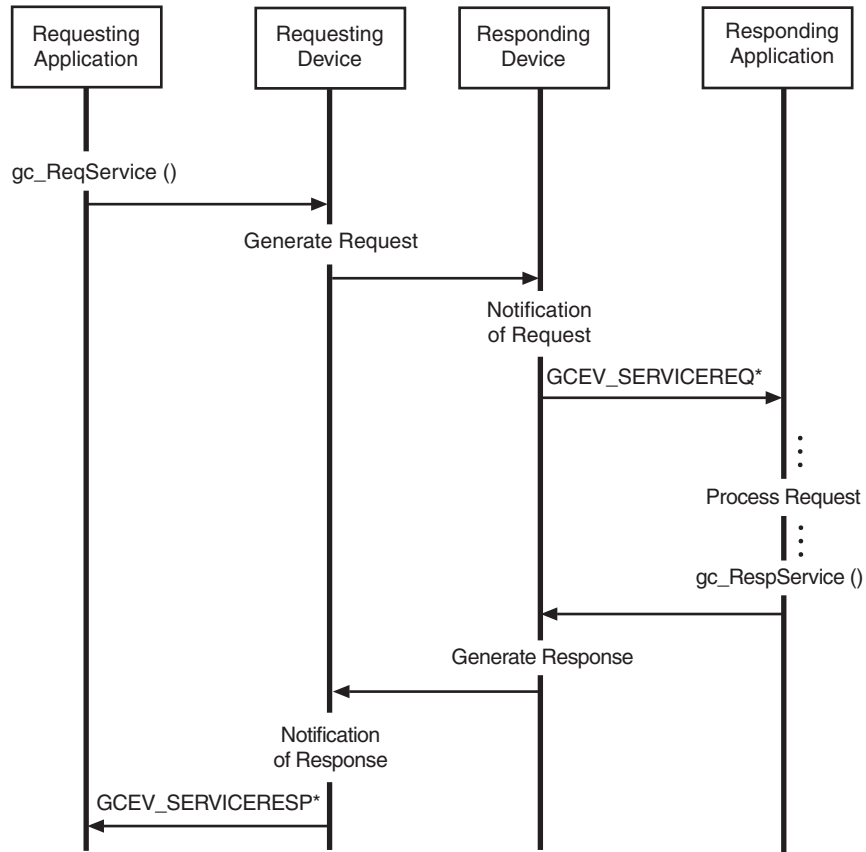 Requesting
Application
Requesting
Device
Responding
Device
Responding
Application
gc_ReqService ()
Generate Request
Notification
of Request
GCEV_SERVICEREQ*
Process Request
gc_RespService ()
Generate Response
Notification
of Response
GCEV_SERVICERESP*